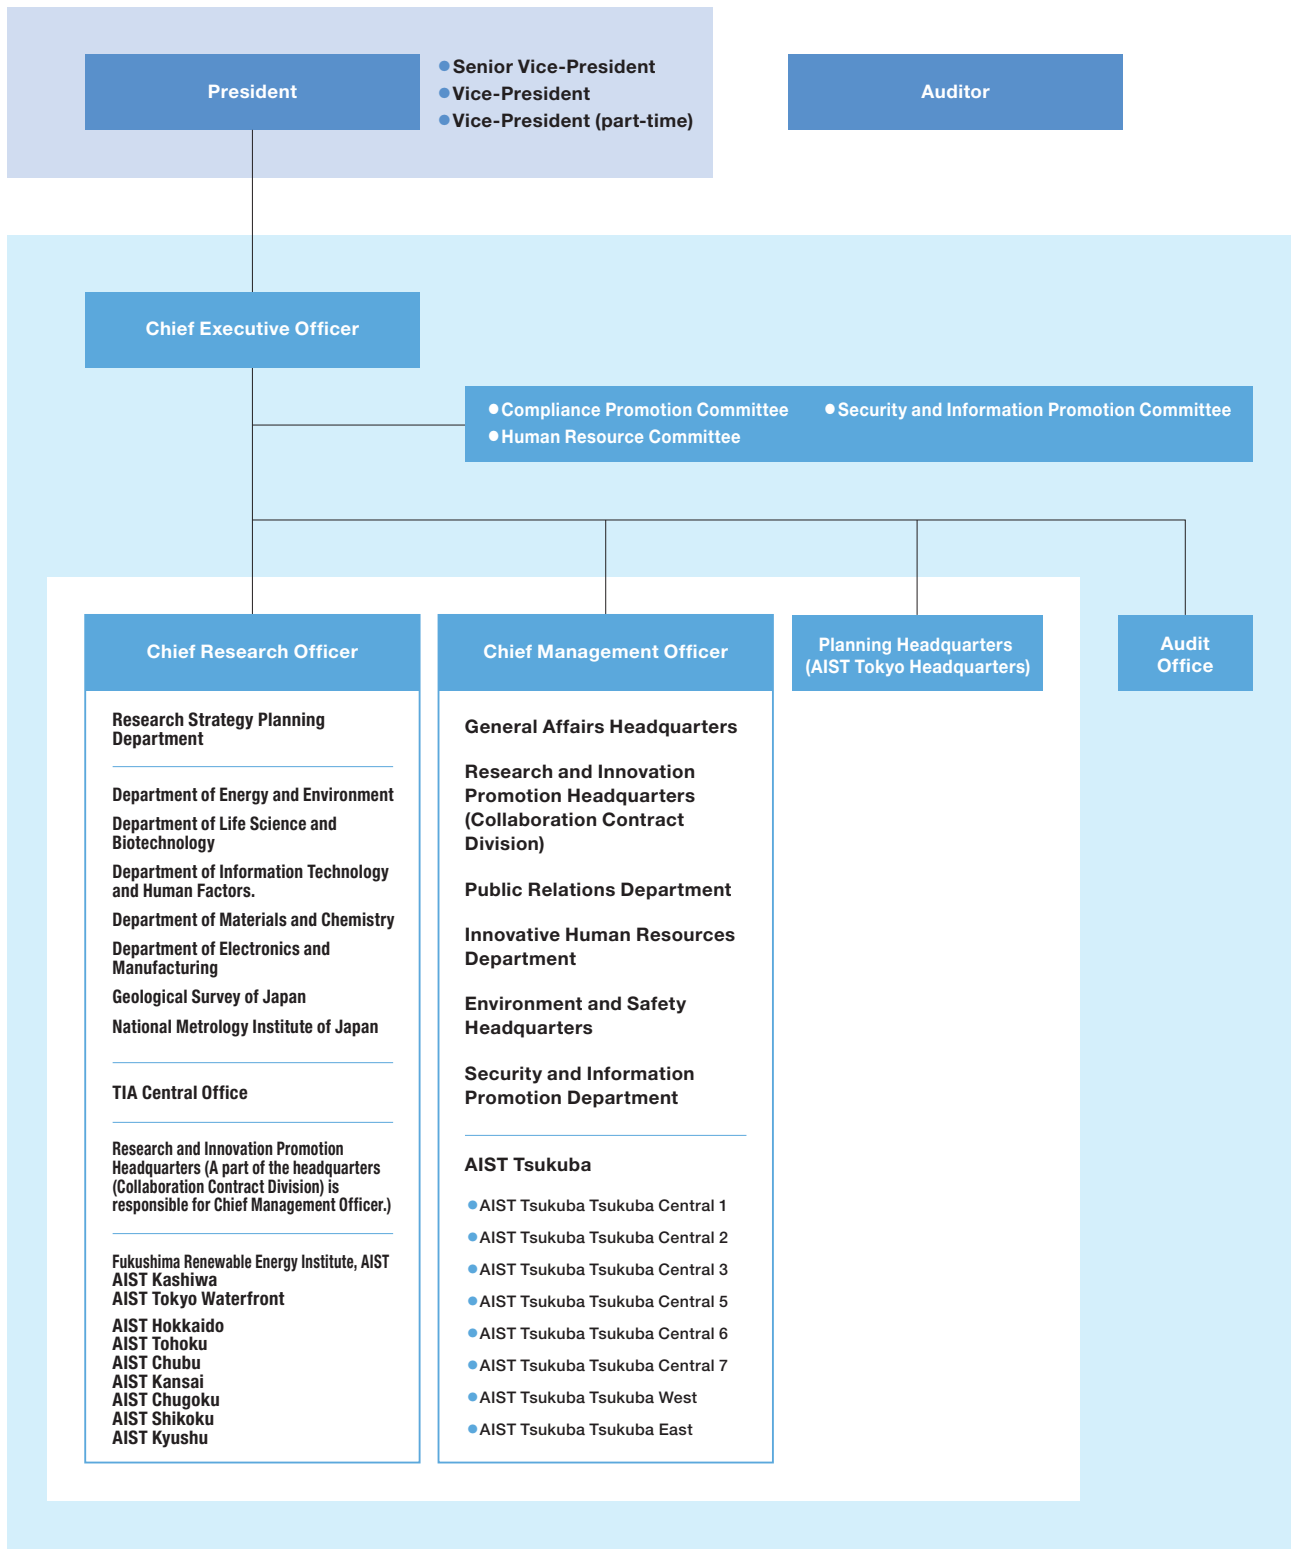 President
● Senior Vice-President
● Vice-President
● Vice-President (part-time)
Auditor
Chief Executive Officer
● Compliance Promotion Committee
● Security and Information Promotion Committee
● Human Resource Committee
Chief Research Officer
Research Strategy Planning
Department
Department of Energy and Environment
Department of Life Science and
Biotechnology
Department of Information Technology
and Human Factors.
Department of Materials and Chemistry
Department of Electronics and
Manufacturing
Geological Survey of Japan
National Metrology Institute of Japan
TIA Central Office
Research and Innovation Promotion
Headquarters (A part of the headquarters
(Collaboration Contract Division) is
responsible for Chief Management Officer.)
Fukushima Renewable Energy Institute, AIST
AIST Kashiwa
AIST Tokyo Waterfront
AIST Hokkaido
AIST Tohoku
AIST Chubu
AIST Kansai
AIST Chugoku
AIST Shikoku
AIST Kyushu
Chief Management Officer
General Affairs Headquarters
Research and Innovation
Promotion Headquarters
(Collaboration Contract
Division)
Public Relations Department
Innovative Human Resources
Department
Environment and Safety
Headquarters
Security and Information
Promotion Department
AIST Tsukuba
● AIST Tsukuba Tsukuba Central 1
● AIST Tsukuba Tsukuba Central 2
● AIST Tsukuba Tsukuba Central 3
● AIST Tsukuba Tsukuba Central 5
● AIST Tsukuba Tsukuba Central 6
● AIST Tsukuba Tsukuba Central 7
● AIST Tsukuba Tsukuba West
● AIST Tsukuba Tsukuba East
Planning Headquarters
(AIST Tokyo Headquarters)
Audit
Office